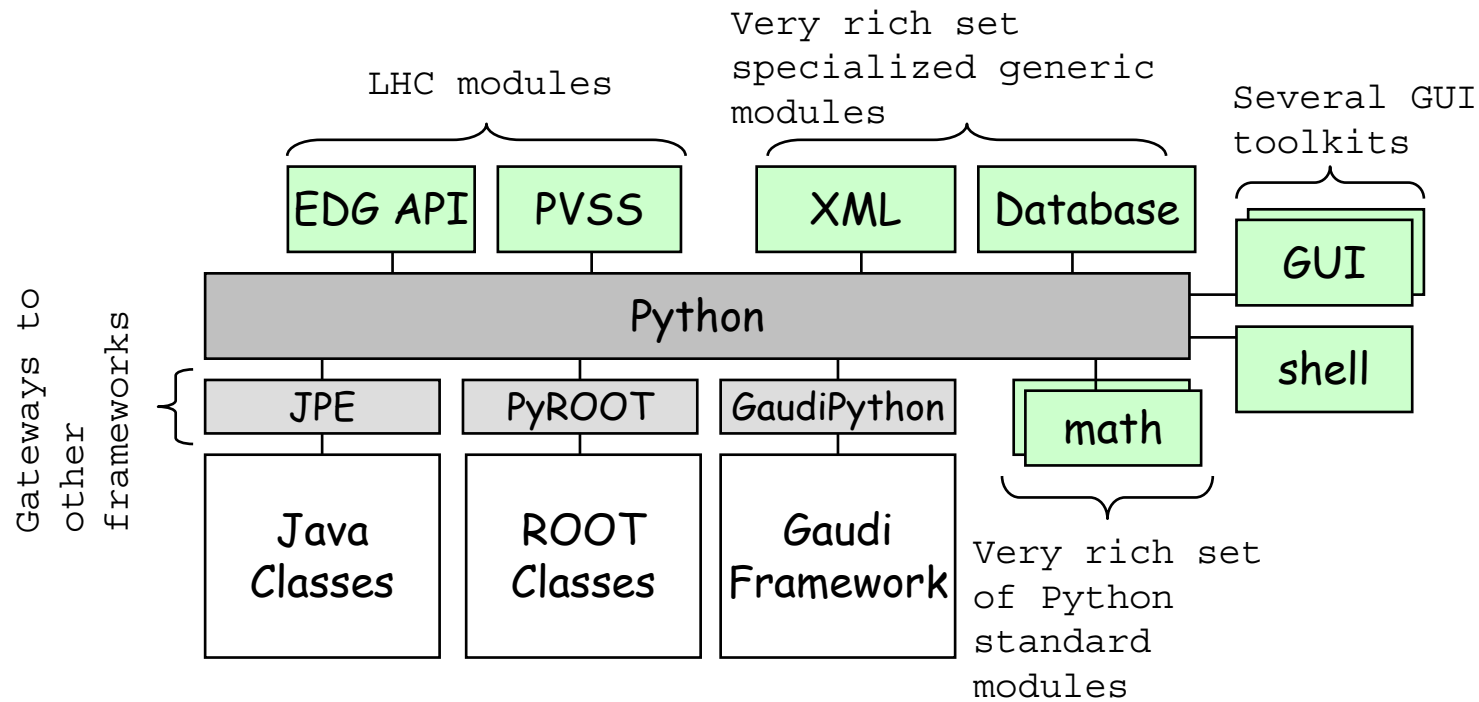 LHC modules
Very rich set
specialized generic
modules
Several GUI
toolkits
EDG API
PVSS
XML
Database
GUI
Python
shell
Gateways to
other
frameworks
JPE
PyROOT
GaudiPython
math
Java
Classes
ROOT
Classes
Gaudi
Framework
Very rich set
of Python
standard
modules